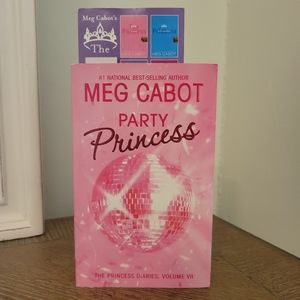 Meg Cabot's
The
#1 NATIONAL BEST-SELLING AUTHOR
MEG CABOT
PARTY
Princess
THE PRINCESS DIARIES, VOLUME VII